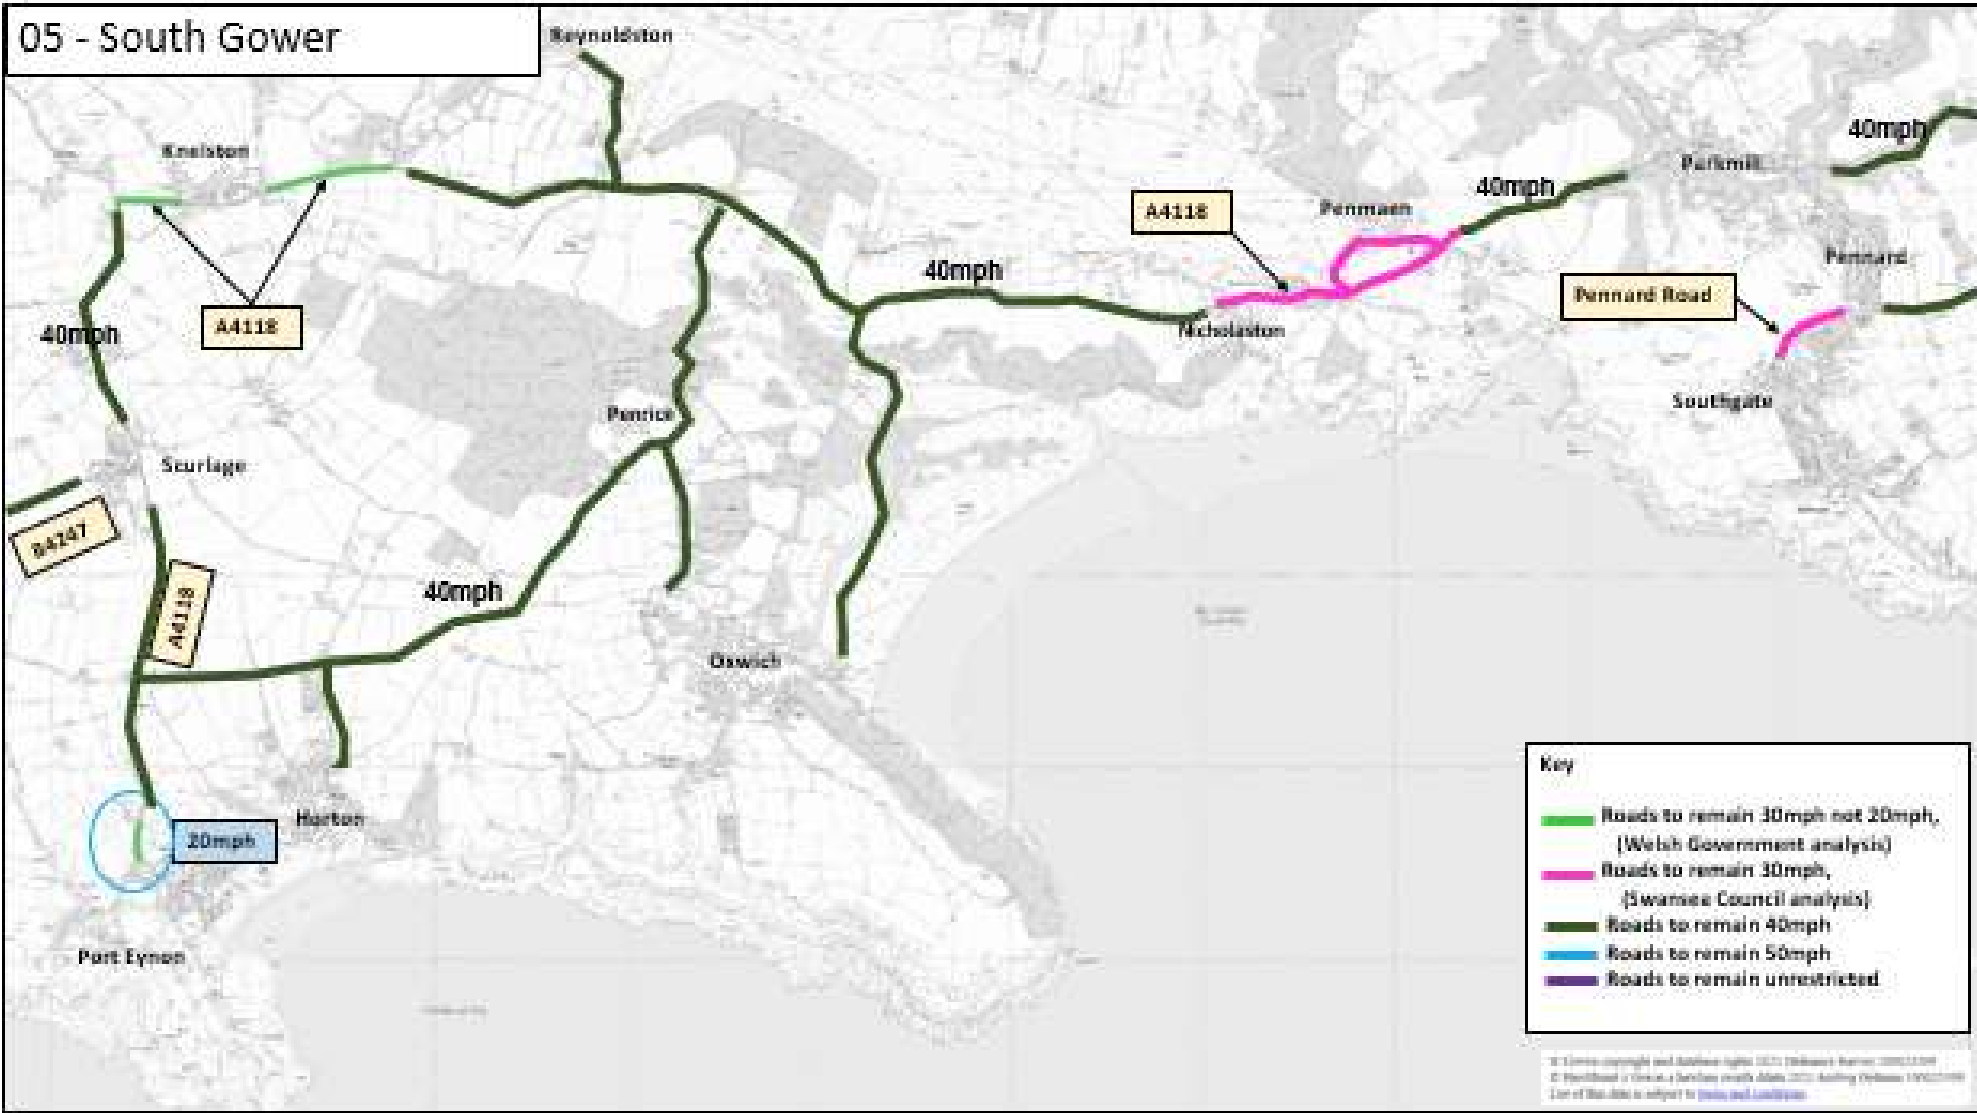 05 - South Gower
Reynoldston
40mph
Knelston
Parkmill
40mph
A4118
Penmaen
Pennard
40mph
Pennard Road
A4118
40mph
Nicholaston
Southgate
Penrice
Scurlage
B4247
A4118
40mph
Oxwich
Horton
20mph
Port Eynon
Key
Roads to remain 30mph not 20mph,
(Welsh Government analysis)
Roads to remain 30mph,
(Swansea Council analysis)
Roads to remain 40mph
Roads to remain 50mph
Roads to remain unrestricted